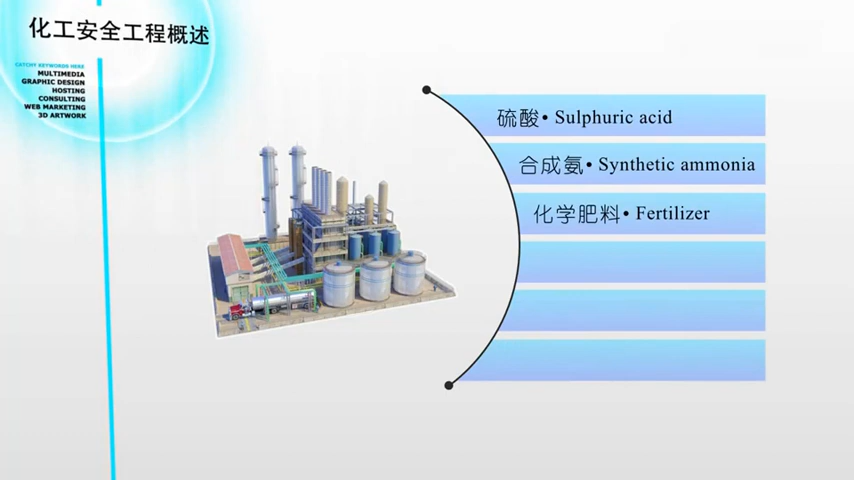 化工安全工程概述
CATCHY KEYWORDS HERE
MULTIMEDIA
GRAPHIC DESIGN
HOSTING
CONSULTING
WEB MARKETING
3D ARTWORK
硫酸• Sulphuric acid
合成氨• Synthetic ammonia
化学肥料• Fertilizer